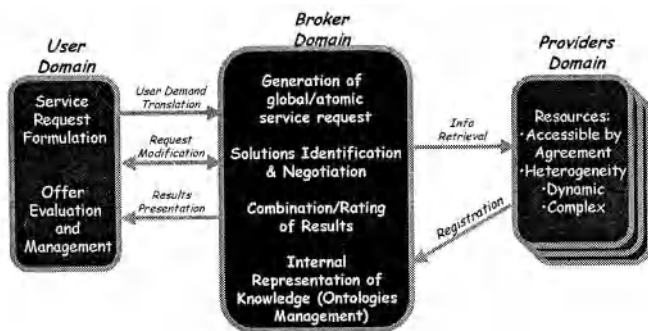 User
Domain
Service
Request
Formulation
Offer
Evaluation
and
Management
User Demand
Translation
Request
Modification
Results
Presentation
Broker
Domain
Generation of
global/atomic
service request
Solutions Identification
& Negotiation
Combination/Rating
of Results
Internal
Representation of
Knowledge (Ontologies
Management)
Info
Retrieval
Registration
Providers
Domain
Resources:
•Accessible by
Agreement
•Heterogeneity
•Dynamic
•Complex